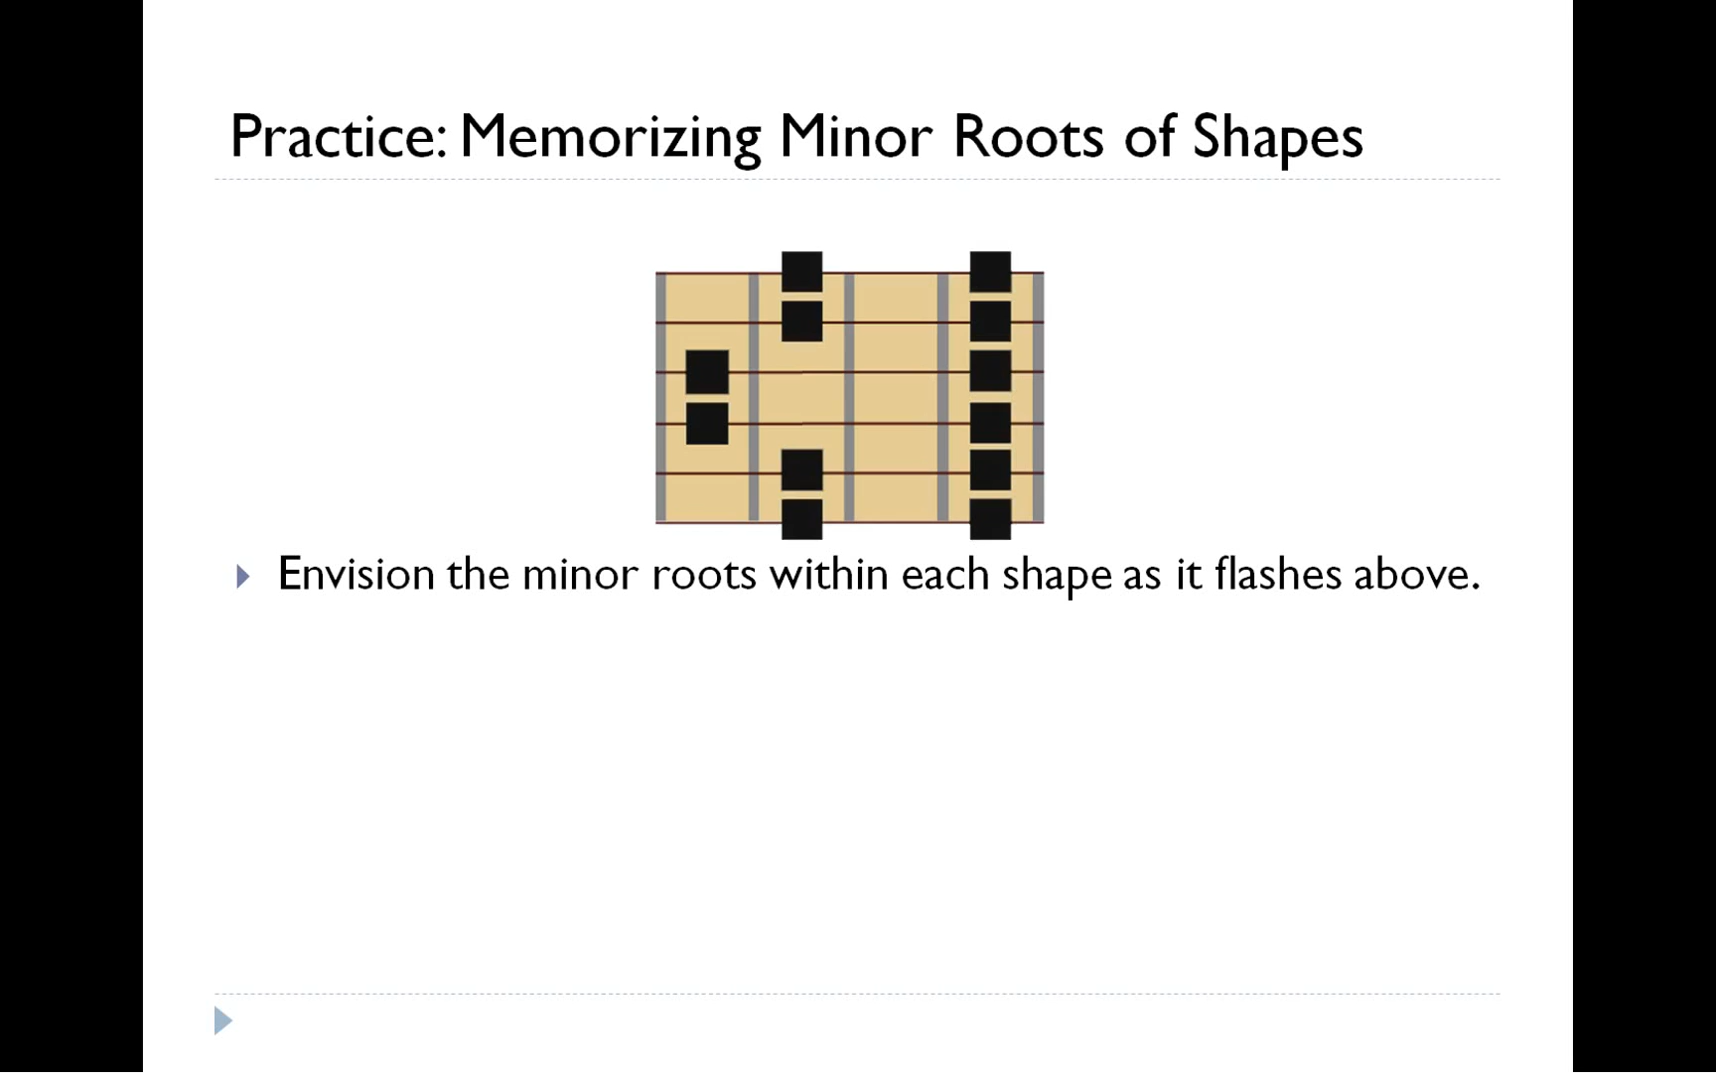 Practice: Memorizing Minor Roots of Shapes
Envision the minor roots within each shape as it flashes above.